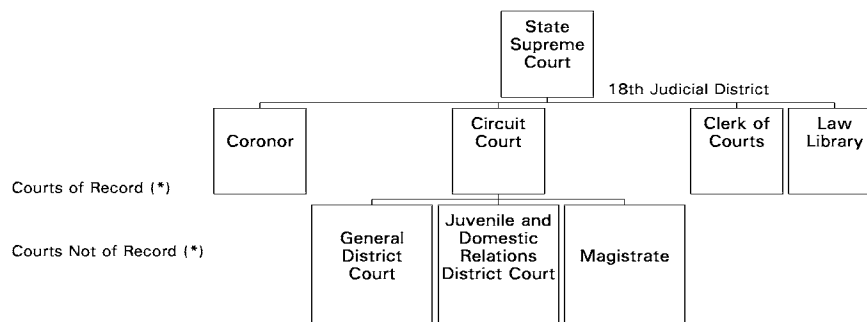 State
Supreme
Court
18th Judicial District
Coronor
Circuit
Court
Clerk of
Courts
Law
Library
Courts of Record (*)
Courts Not of Record (*)
General
District
Court
Juvenile and
Domestic
Relations
District Court
Magistrate